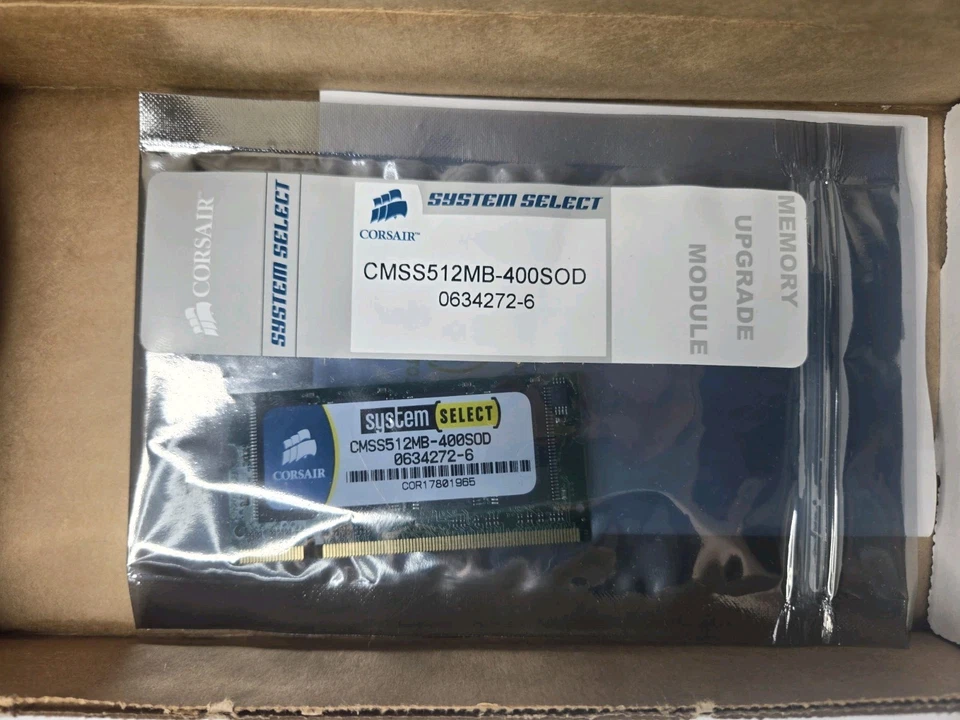 CORSAIR
SYSTEM SELECT
CORSAIR™
SYSTEM SELECT
CMSS512MB-400SOD
0634272-6
MEMORY
UPGRADE
MODULE
CORSAIR
system SELECT
CMSS512MB-400SOD
0634272-6
COR17801965